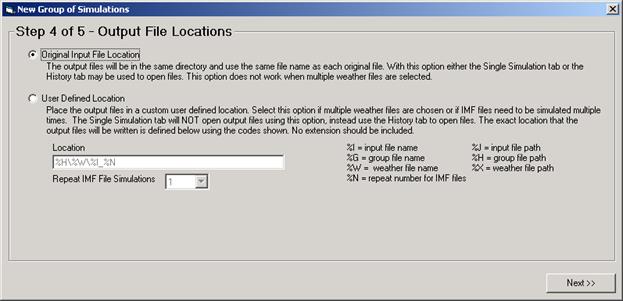 New Group of Simulations
Step 4 of 5 - Output File Locations
Original Input File Location
The output files will be in the same directory and use the same file name as each original file. With this option either the Single Simulation tab or the
History tab may be used to open files. This option does not work when multiple weather files are selected.
User Defined Location
Place the output files in a custom user defined location. Select this option if multiple weather files are chosen or if IMF files need to be simulated multiple
times. The Single Simulation tab will NOT open output files using this option, instead use the History tab to open files. The exact location that the
output files will be written is defined below using the codes shown. No extension should be included.
Location
%H\%W\%I_%N
Repeat IMF File Simulations 1
%I = input file name %J = input file path
%G = group file name %H = group file path
%W = weather file name %X = weather file path
%N = repeat number for IMF files
Next >>